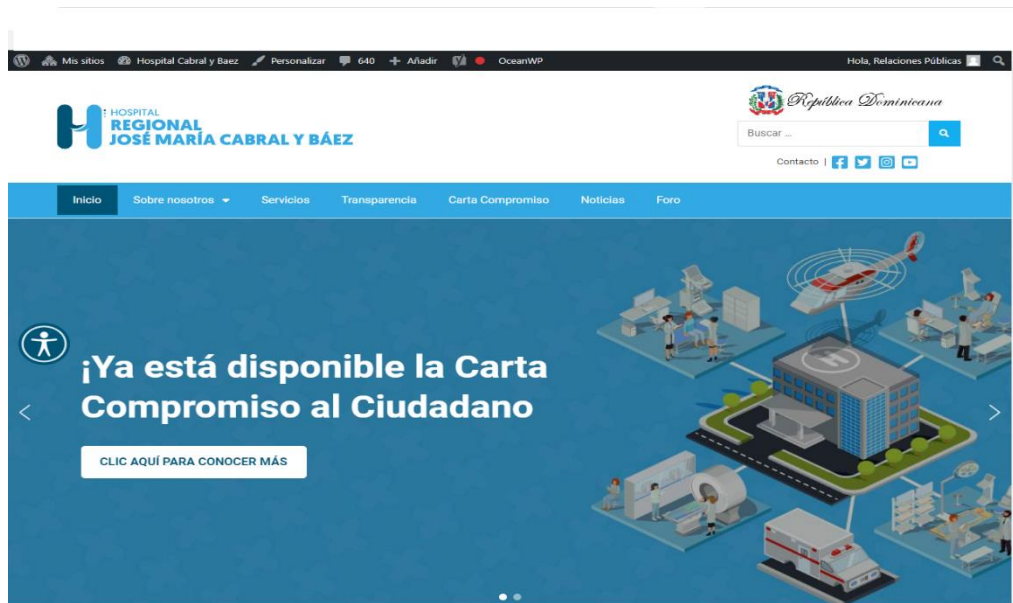 Mis sitios Hospital Cabral y Baez Personalizar 640 Añadir OceanWP Hola, Relaciones Públicas
República Dominicana
HOSPITAL
REGIONAL
JOSÉ MARÍA CABRAL Y BÁEZ
Buscar ...
Contacto |
Inicio Sobre nosotros Servicios Transparencia Carta Compromiso Noticias Foro
¡Ya está disponible la Carta
Compromiso al Ciudadano
CLIC AQUÍ PARA CONOCER MÁS